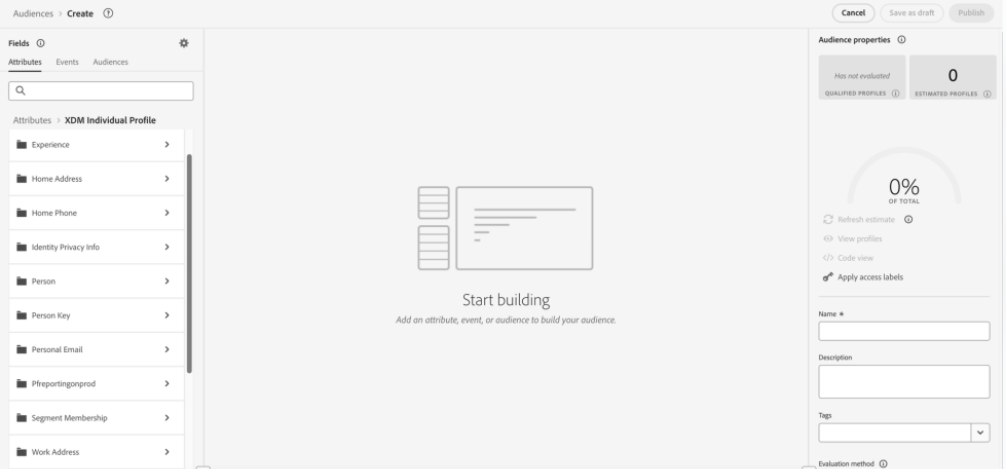 Audiences > Create
Cancel
Save as draft
Publish
Fields
Attributes Events Audiences
Attributes > XDM Individual Profile
Experience
Home Address
Home Phone
Identity Privacy Info
Person
Person Key
Personal Email
Pfreportingonprod
Segment Membership
Work Address
Start building
Add an attribute, event, or audience to build your audience.
Audience properties
Has not evaluated
QUALIFIED PROFILES
0
ESTIMATED PROFILES
0%
OF TOTAL
Refresh estimate
View profiles
</> Code view
Apply access labels
Name *
Description
Tags
Evaluation method